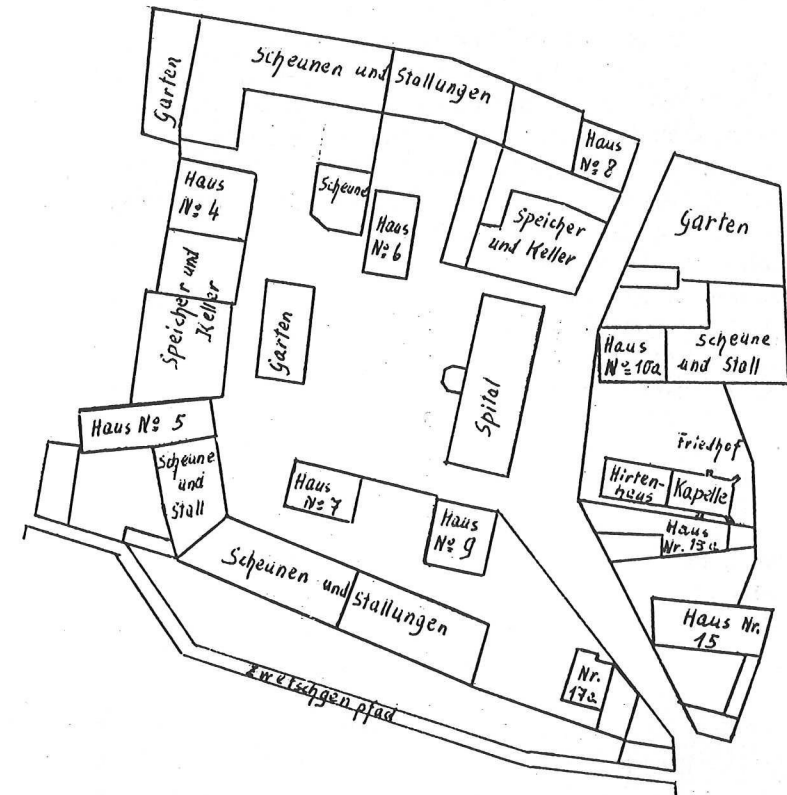 Garten
Scheunen und
Stallungen
Haus
Nº 8
Haus
Nº 4
Scheune
Haus
Nº 6
Speicher
und Keller
Garten
Speicher und
Keller
Garten
Haus
Nº 10a
Scheune
und Stall
Spital
Haus Nº 5
Scheune
und
Stall
Friedhof
Hirten-
haus
Kapelle
Haus
Nº 7
Haus
Nº 9
Haus
Nr. 13a
Scheunen und
Stallungen
Haus Nr.
15
Nr.
17a
Zwetschgenpfad